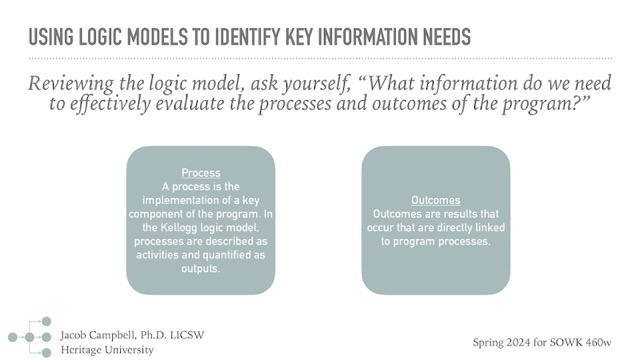 USING LOGIC MODELS TO IDENTIFY KEY INFORMATION NEEDS
Reviewing the logic model, ask yourself, “What information do we need
to effectively evaluate the processes and outcomes of the program?”
Process
A process is the
implementation of a key
component of the program. In
the Kellogg logic model,
processes are described as
activities and quantified as
outputs.
Outcomes
Outcomes are results that
occur that are directly linked
to program processes.
Jacob Campbell, Ph.D. LICSW
Heritage University
Spring 2024 for SOWK 460w